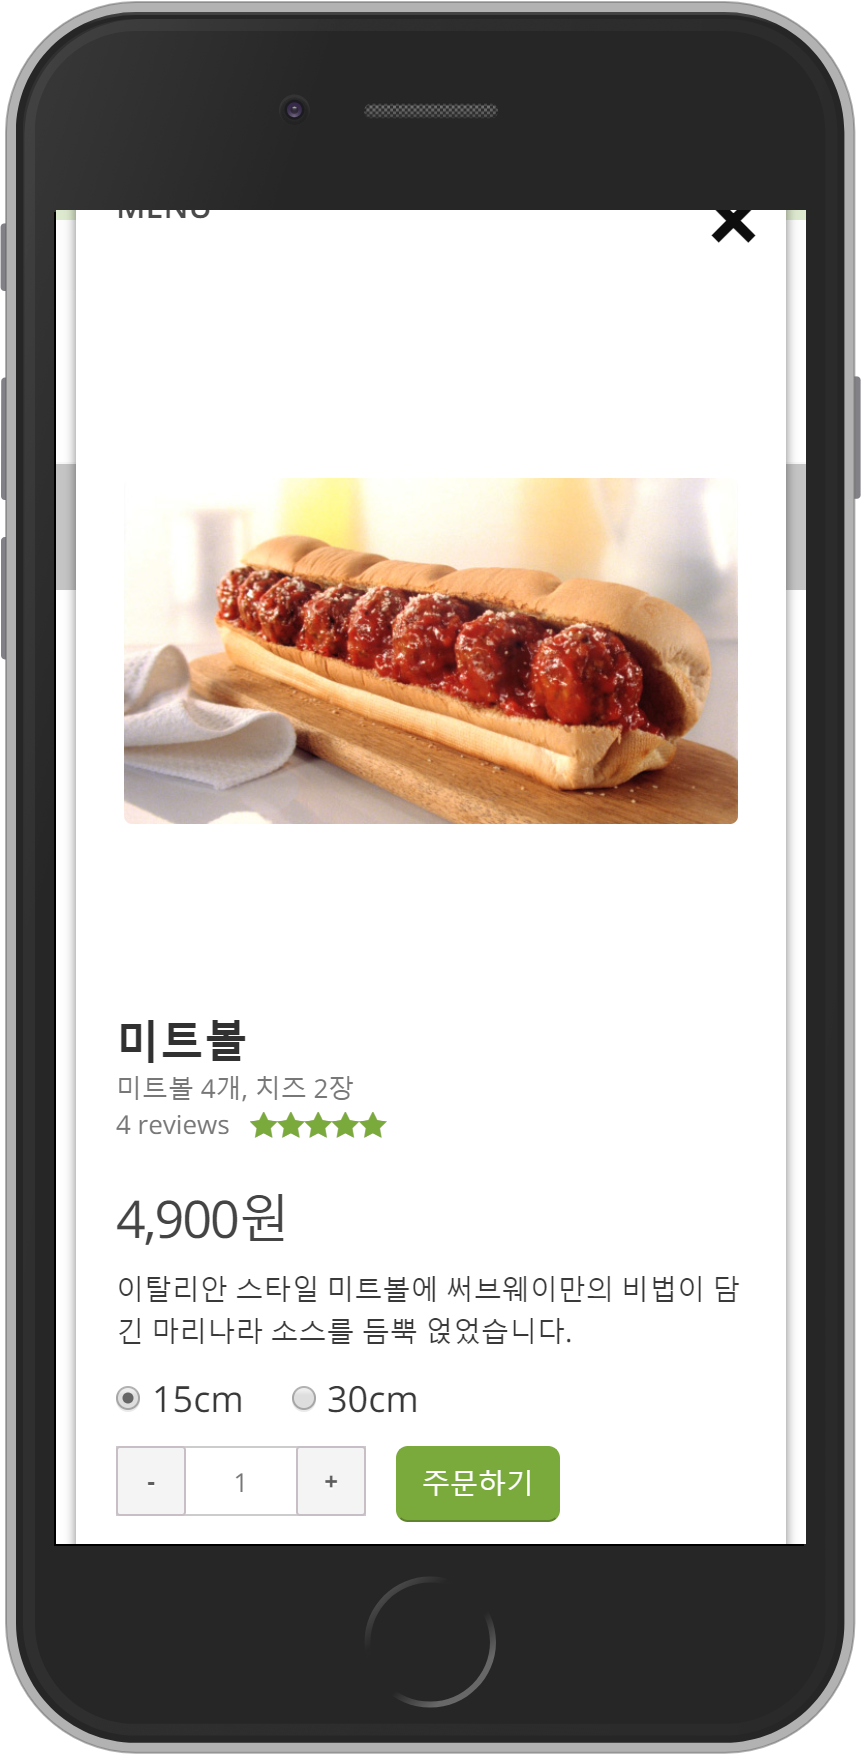 MENU
미트볼
미트볼 4개, 치즈 2장
4 reviews
4,900원
이탈리안 스타일 미트볼에 써브웨이만의 비법이 담
긴 마리나라 소스를 듬뿍 얹었습니다.
15cm 30cm
- 1 + 주문하기